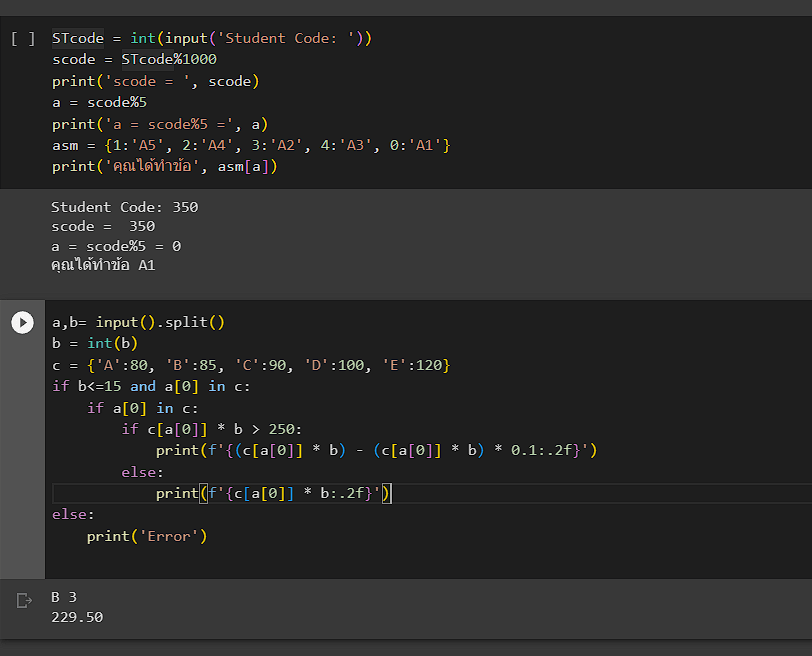 [ ] STcode = int(input('Student Code: '))
scode = STcode%1000
print('scode = ', scode)
a = scode%5
print('a = scode%5 =', a)
asm = {1:'A5', 2:'A4', 3:'A2', 4:'A3', 0:'A1'}
print('คุณได้ทำข้อ', asm[a])
Student Code: 350
scode =  350
a = scode%5 = 0
คุณได้ทำข้อ A1
a,b= input().split()
b = int(b)
c = {'A':80, 'B':85, 'C':90, 'D':100, 'E':120}
if b<=15 and a[0] in c:
    if a[0] in c:
        if c[a[0]] * b > 250:
            print(f'{(c[a[0]] * b) - (c[a[0]] * b) * 0.1:.2f}')
        else:
            print(f'{c[a[0]] * b:.2f}')
else:
    print('Error')
B 3
229.50